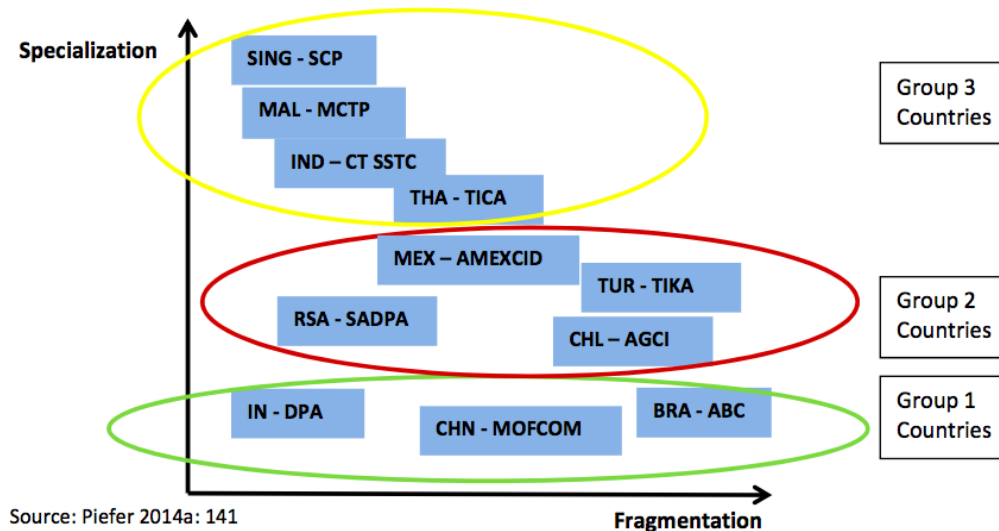 Specialization
SING - SCP
MAL - MCTP
IND – CT SSTC
THA - TICA
Group 3
Countries
MEX – AMEXCID
TUR - TIKA
RSA - SADPA
CHL – AGCI
Group 2
Countries
IN - DPA
CHN - MOFCOM
BRA - ABC
Group 1
Countries
Source: Piefer 2014a: 141
Fragmentation